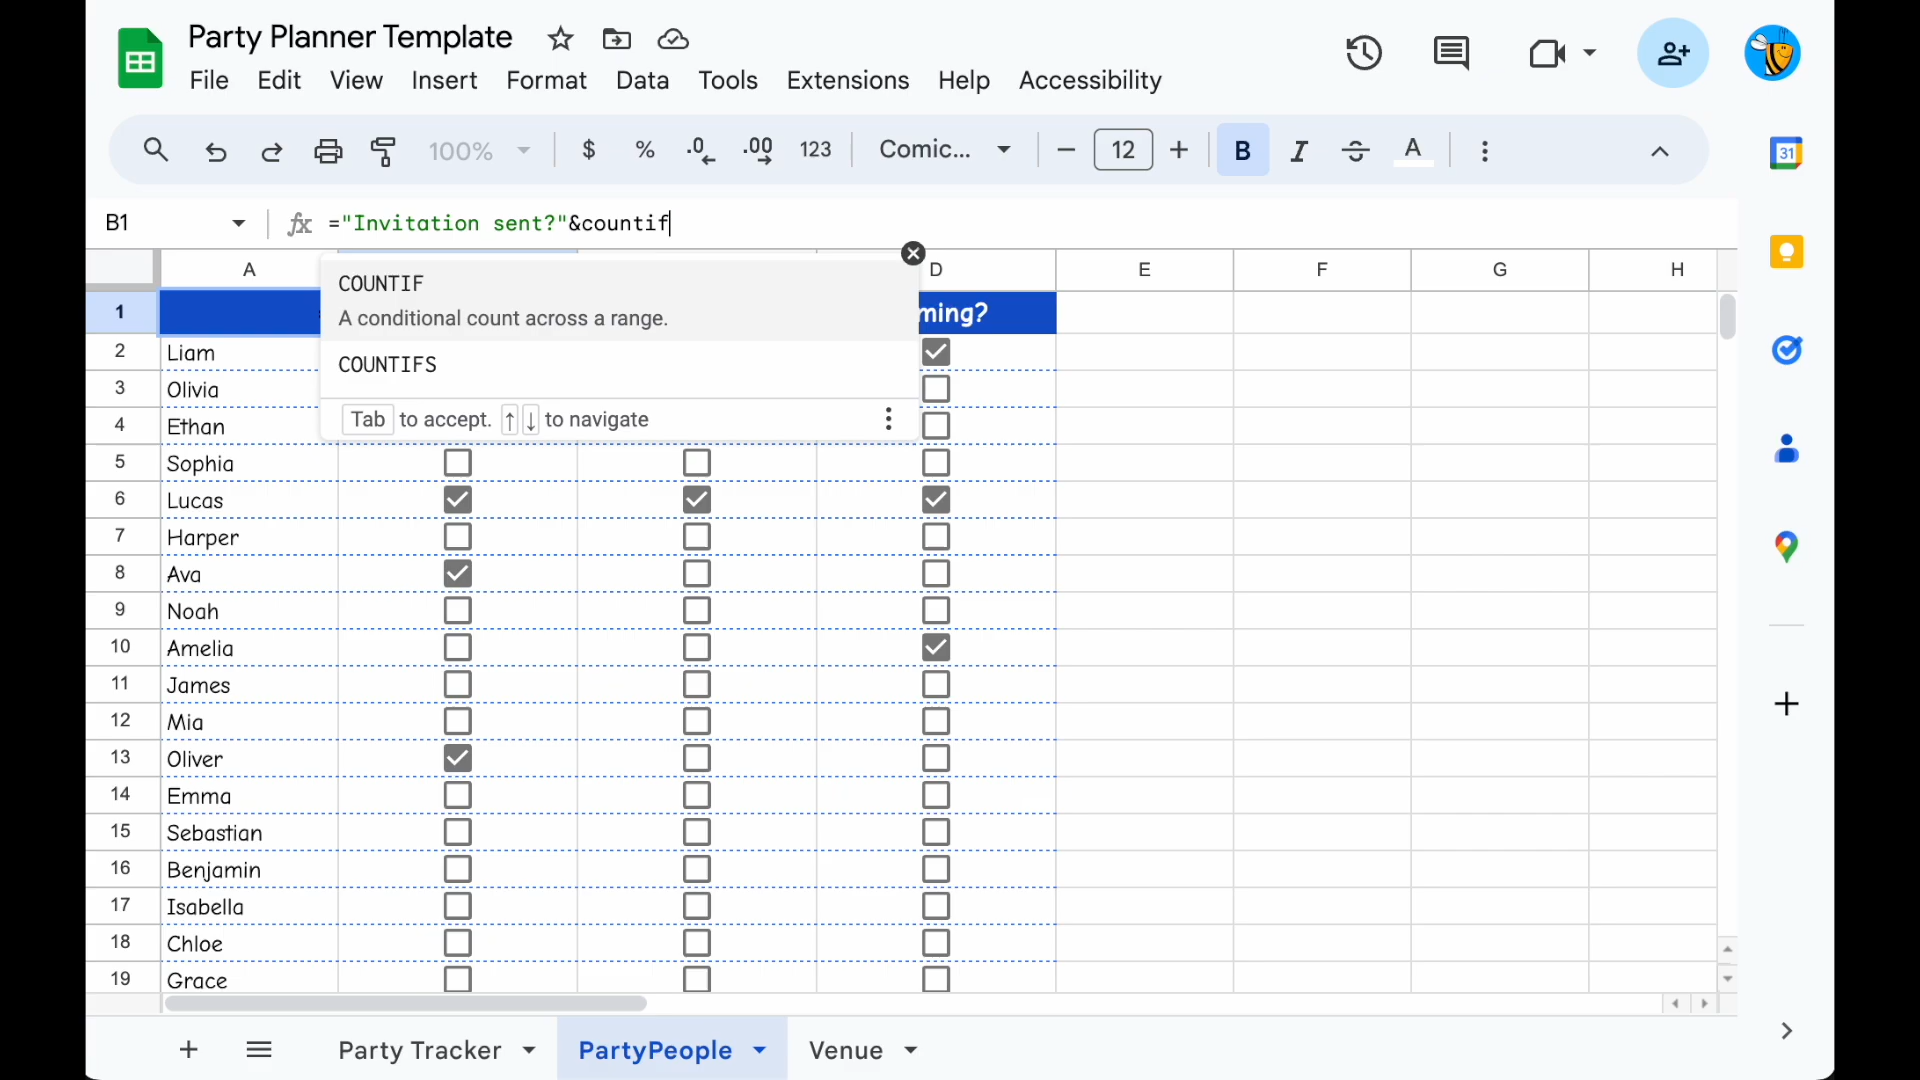 Party Planner Template
File Edit View Insert Format Data Tools Extensions Help Accessibility
100% $ % .0 .00 123 Comic... 12 B I S A
31
B1 fx ="Invitation sent?"&countif
A D E F G H
COUNTIF
A conditional count across a range.
COUNTIFS
Tab to accept. ↑ ↓ to navigate
1 ming?
2 Liam
3 Olivia
4 Ethan
5 Sophia
6 Lucas
7 Harper
8 Ava
9 Noah
10 Amelia
11 James
12 Mia
13 Oliver
14 Emma
15 Sebastian
16 Benjamin
17 Isabella
18 Chloe
19 Grace
Party Tracker PartyPeople Venue